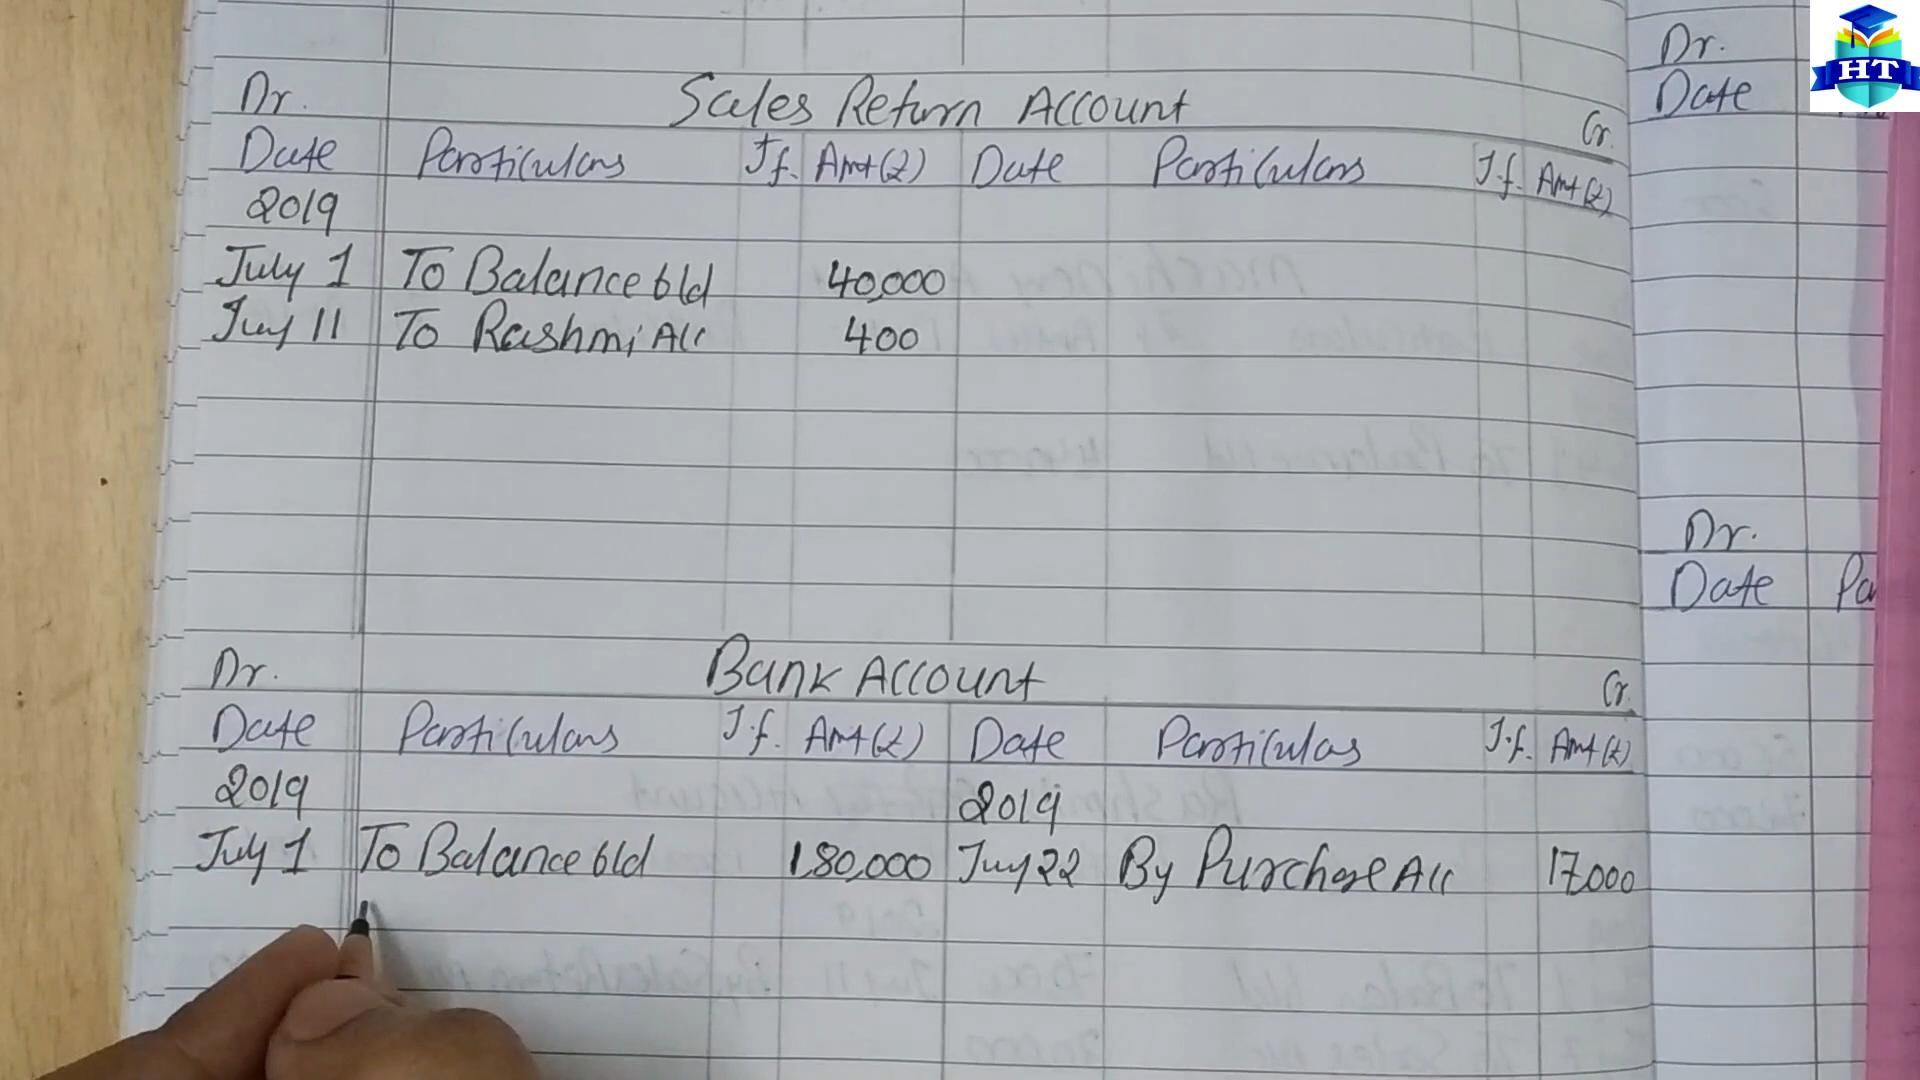 HT
Dr. Sales Return Account Cr.
Date Particulars J.f. Amt(₹) Date Particulars J.f. Amt(₹)
2019
July 1 To Balance b/d 40,000
July 11 To Rashmi A/c 400
Dr. Bank Account Cr.
Date Particulars J.f. Amt(₹) Date Particulars J.f. Amt(₹)
2019 2019
July 1 To Balance b/d 1,80,000 July 22 By Purchase A/c 17,000
Dr.
Date
Dr.
Date